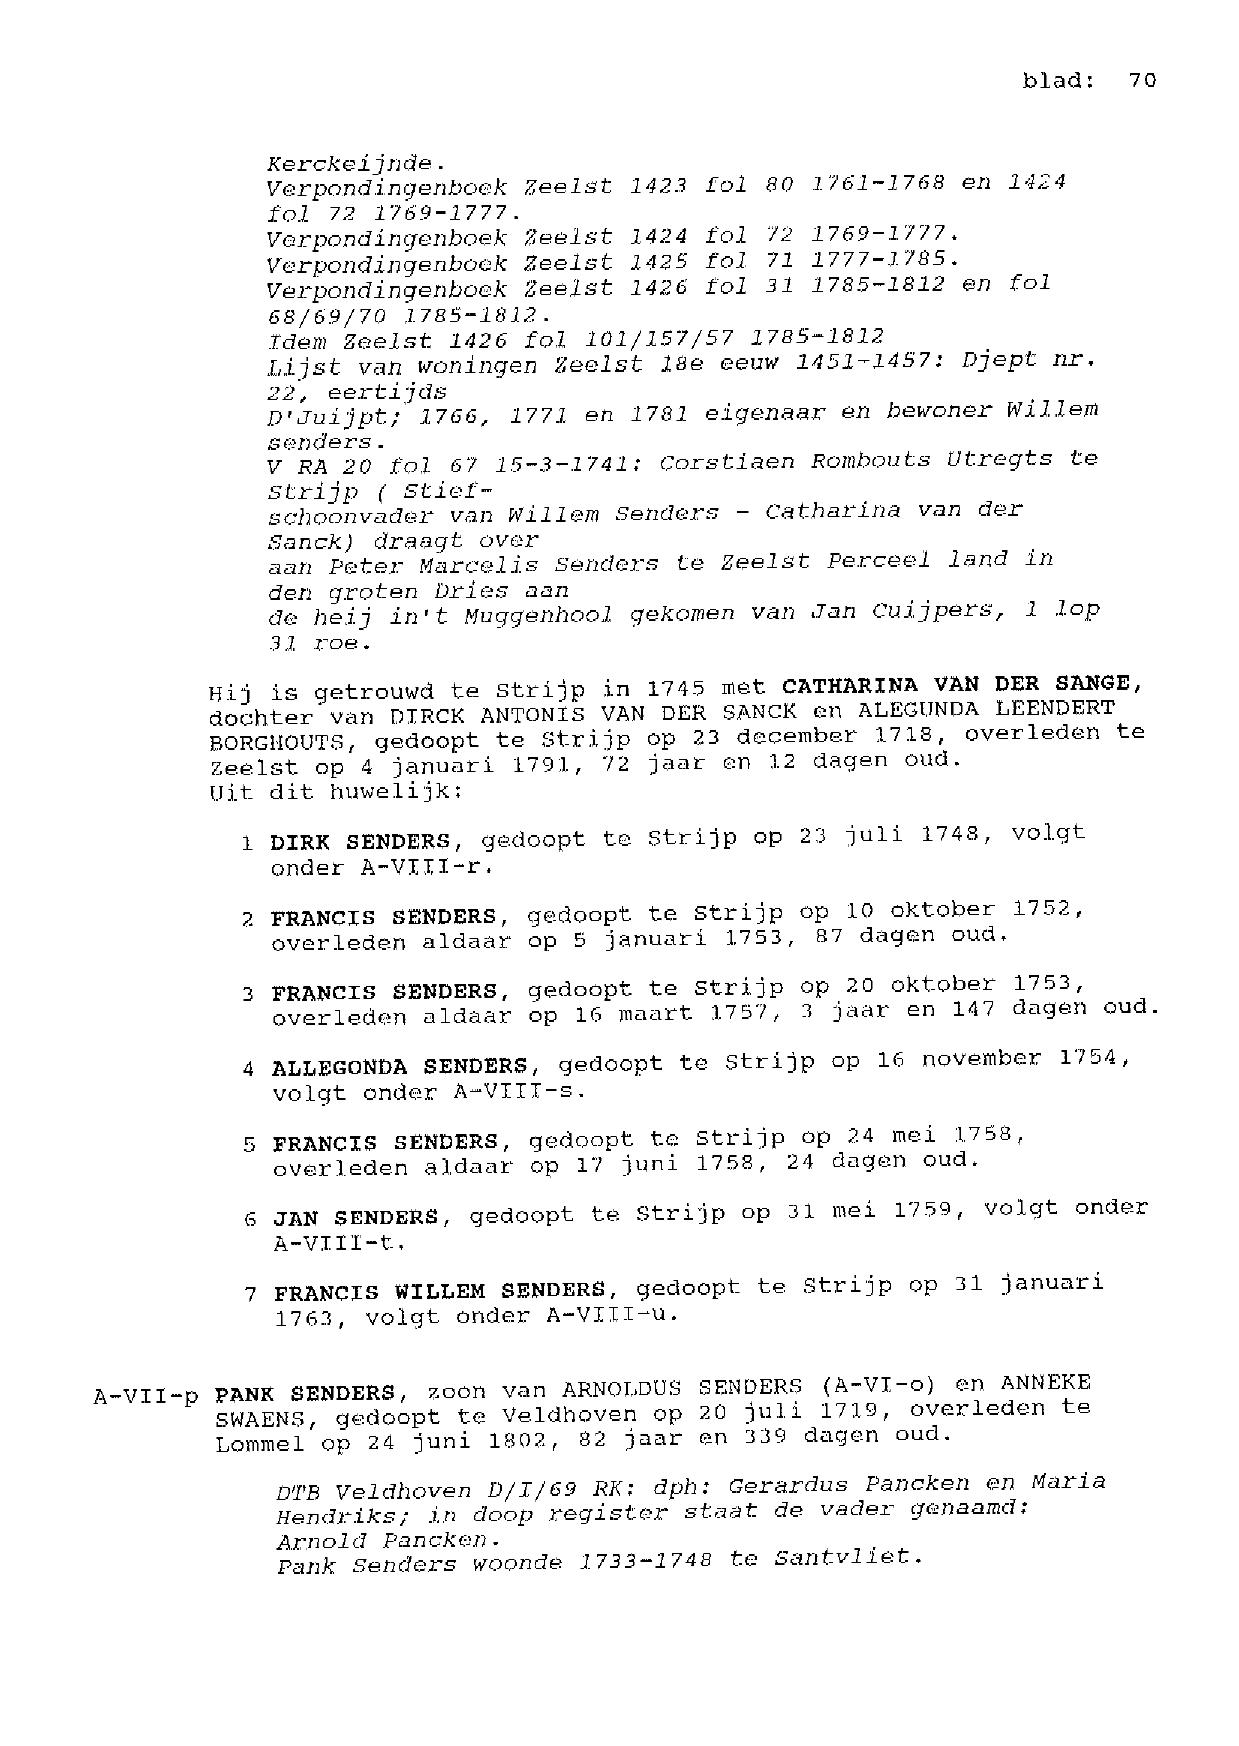 blad: 70
Kerckeijnde.
Verpondingenboek Zeelst 1423 fol 80 1761-1768 en 1424
fol 72 1769-1777.
Verpondingenboek Zeelst 1424 fol 72 1769-1777.
Verpondingenboek Zeelst 1425 fol 71 1777-1785.
Verpondingenboek Zeelst 1426 fol 31 1785-1812 en fol
68/69/70 1785-1812.
Idem Zeelst 1426 fol 101/157/57 1785-1812
Lijst van woningen Zeelst 18e eeuw 1451-1457: Djept nr.
22, eertijds
D'Juijpt; 1766, 1771 en 1781 eigenaar en bewoner Willem
senders.
V RA 20 fol 67 15-3-1741: Corstiaen Rombouts Utregts te
Strijp ( Stief-
schoonvader van Willem Senders - Catharina van der
Sanck) draagt over
aan Peter Marcelis Senders te Zeelst Perceel land in
den groten Dries aan
de heij in't Muggenhool gekomen van Jan Cuijpers, 1 lop
31 roe.
Hij is getrouwd te Strijp in 1745 met CATHARINA VAN DER SANGE,
dochter van DIRCK ANTONIS VAN DER SANCK en ALEGUNDA LEENDERT
BORGHOUTS, gedoopt te Strijp op 23 december 1718, overleden te
Zeelst op 4 januari 1791, 72 jaar en 12 dagen oud.
Uit dit huwelijk:
1 DIRK SENDERS, gedoopt te Strijp op 23 juli 1748, volgt
onder A-VIII-r.
2 FRANCIS SENDERS, gedoopt te Strijp op 10 oktober 1752,
overleden aldaar op 5 januari 1753, 87 dagen oud.
3 FRANCIS SENDERS, gedoopt te Strijp op 20 oktober 1753,
overleden aldaar op 16 maart 1757, 3 jaar en 147 dagen oud.
4 ALLEGONDA SENDERS, gedoopt te Strijp op 16 november 1754,
volgt onder A-VIII-s.
5 FRANCIS SENDERS, gedoopt te Strijp op 24 mei 1758,
overleden aldaar op 17 juni 1758, 24 dagen oud.
6 JAN SENDERS, gedoopt te Strijp op 31 mei 1759, volgt onder
A-VIII-t.
7 FRANCIS WILLEM SENDERS, gedoopt te Strijp op 31 januari
1763, volgt onder A-VIII-u.
A-VII-p PANK SENDERS, zoon van ARNOLDUS SENDERS (A-VI-o) en ANNEKE
SWAENS, gedoopt te Veldhoven op 20 juli 1719, overleden te
Lommel op 24 juni 1802, 82 jaar en 339 dagen oud.
DTB Veldhoven D/I/69 RK: dph: Gerardus Pancken en Maria
Hendriks; in doop register staat de vader genaamd:
Arnold Pancken.
Pank Senders woonde 1733-1748 te Santvliet.